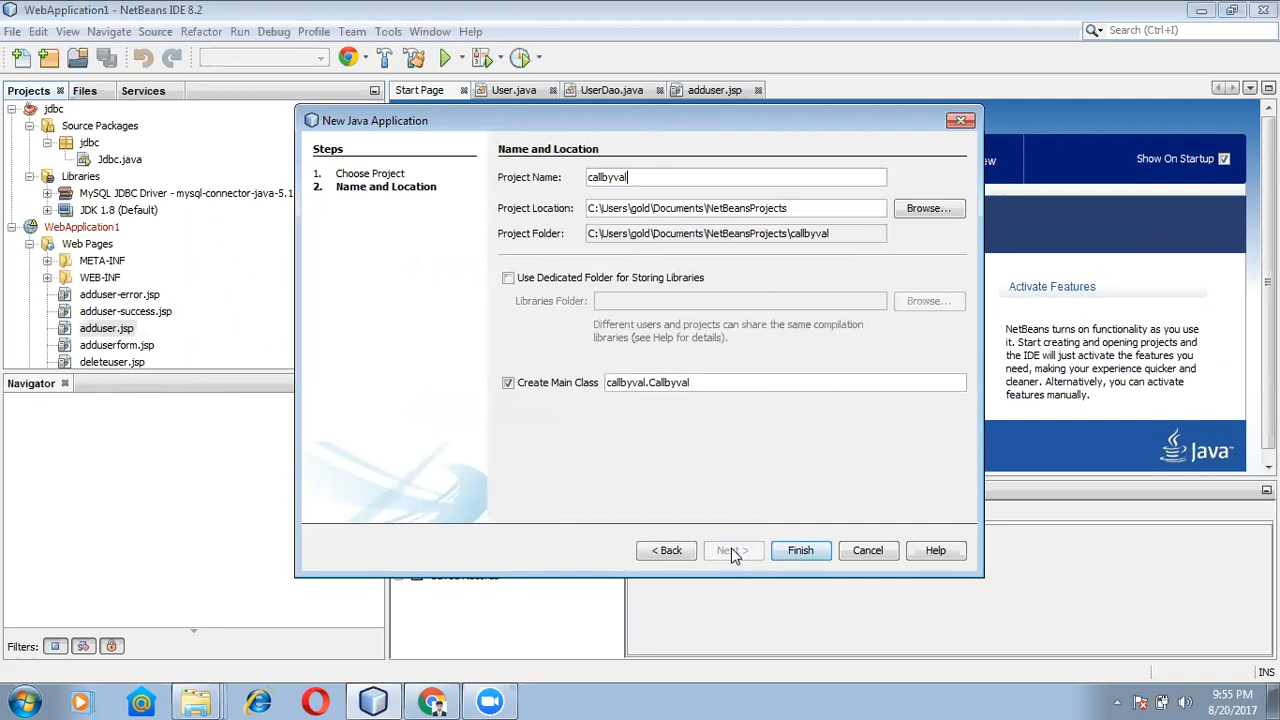 WebApplication1 - NetBeans IDE 8.2
File Edit View Navigate Source Refactor Run Debug Profile Team Tools Window Help
Search (Ctrl+I)
Projects Files Services
Start Page User.java UserDao.java adduser.jsp
jdbc
Source Packages
jdbc
Jdbc.java
Libraries
MySQL JDBC Driver - mysql-connector-java-5.1
JDK 1.8 (Default)
WebApplication1
Web Pages
META-INF
WEB-INF
adduser-error.jsp
adduser-success.jsp
adduser.jsp
adduserform.jsp
deleteuser.jsp
Navigator
Filters:
New Java Application
Steps
1. Choose Project
2. Name and Location
Name and Location
Project Name: callbyval
Project Location: C:\Users\gold\Documents\NetBeansProjects Browse...
Project Folder: C:\Users\gold\Documents\NetBeansProjects\callbyval
Use Dedicated Folder for Storing Libraries
Libraries Folder: Browse...
Different users and projects can share the same compilation
libraries (see Help for details).
Create Main Class callbyval.Callbyval
< Back Next > Finish Cancel Help
Show On Startup
Activate Features
NetBeans turns on functionality as you
use it. Start creating and opening projects and
the IDE will just activate the features you
need, making your experience quicker and
cleaner. Alternatively, you can activate
features manually.
Java
INS
9:55 PM
8/20/2017